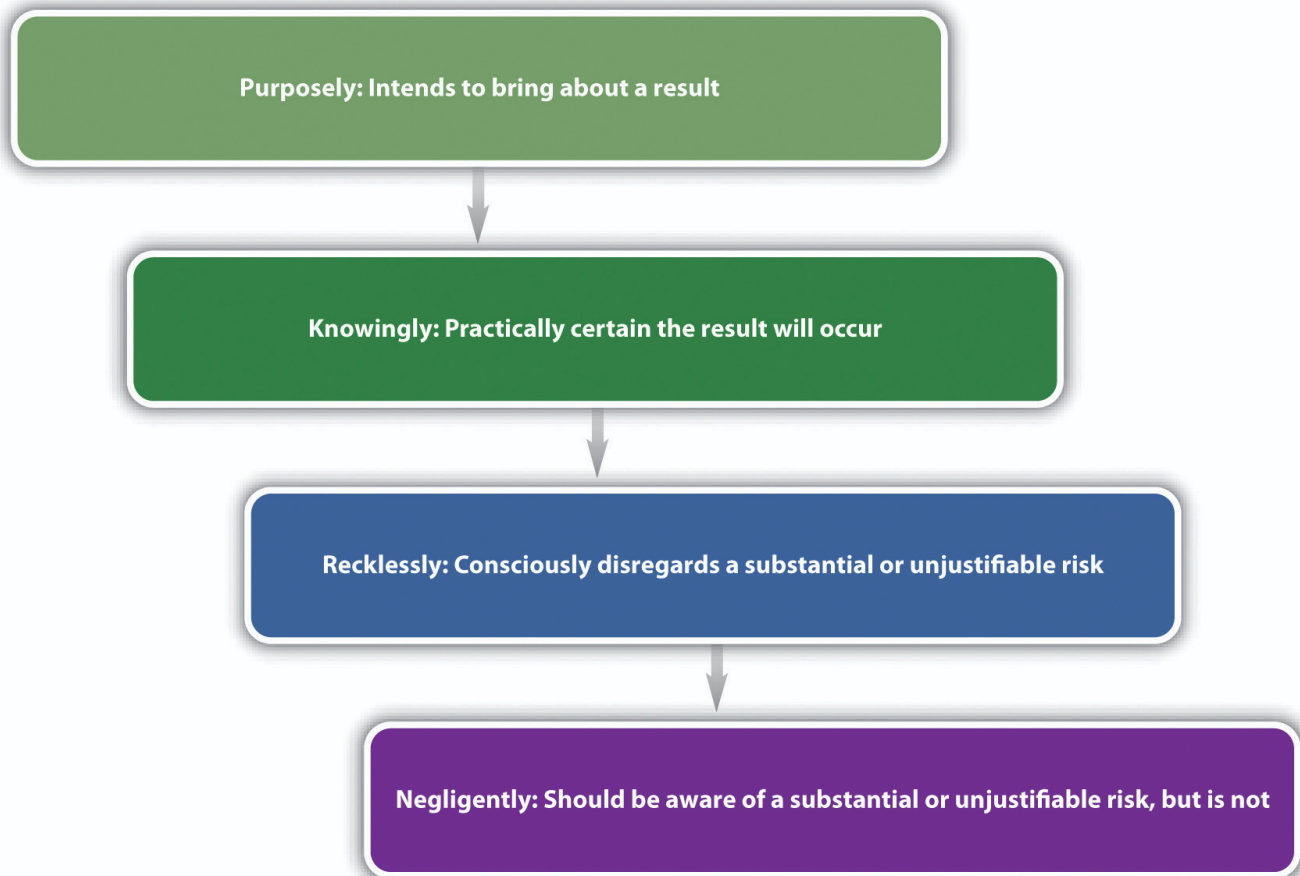 Purposely: Intends to bring about a result
Knowingly: Practically certain the result will occur
Recklessly: Consciously disregards a substantial or unjustifiable risk
Negligently: Should be aware of a substantial or unjustifiable risk, but is not